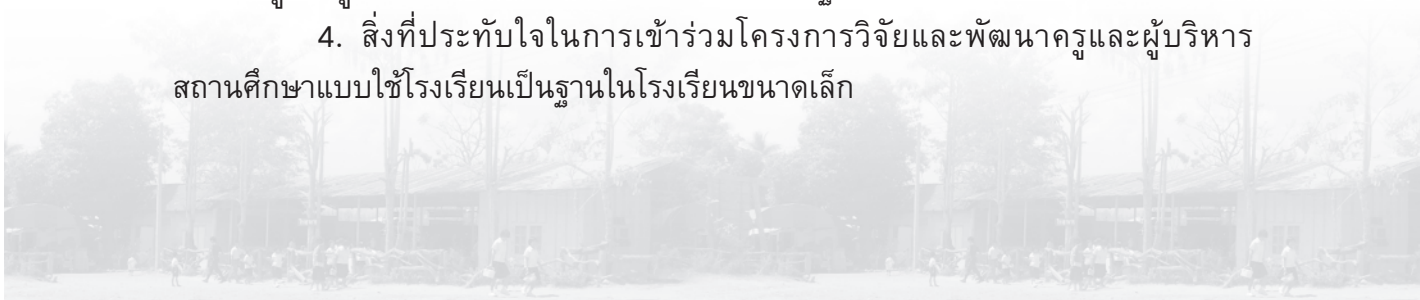 4. สิ่งที่ประทับใจในการเข้าร่วมโครงการวิจัยและพัฒนาครูและผู้บริหาร
สถานศึกษาแบบใช้โรงเรียนเป็นฐานในโรงเรียนขนาดเล็ก